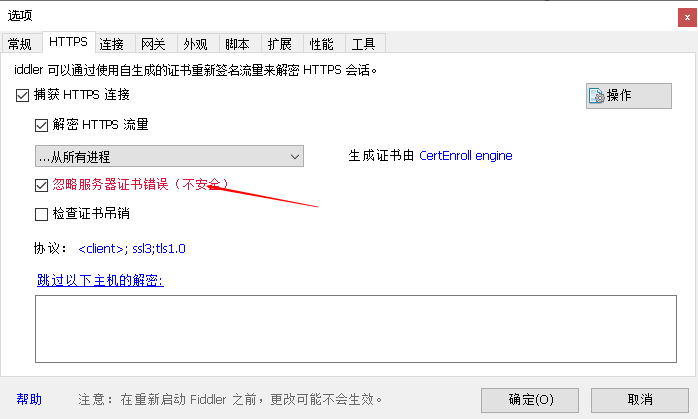 选项
常规 HTTPS 连接 网关 外观 脚本 扩展 性能 工具
iddler 可以通过使用自生成的证书重新签名流量来解密 HTTPS 会话。
捕获 HTTPS 连接
操作
解密 HTTPS 流量
...从所有进程
生成证书由 CertEnroll engine
忽略服务器证书错误（不安全）
检查证书吊销
协议： <client>; ssl3;tls1.0
跳过以下主机的解密:
帮助
注意：在重新启动 Fiddler 之前，更改可能不会生效。
确定(O)
取消